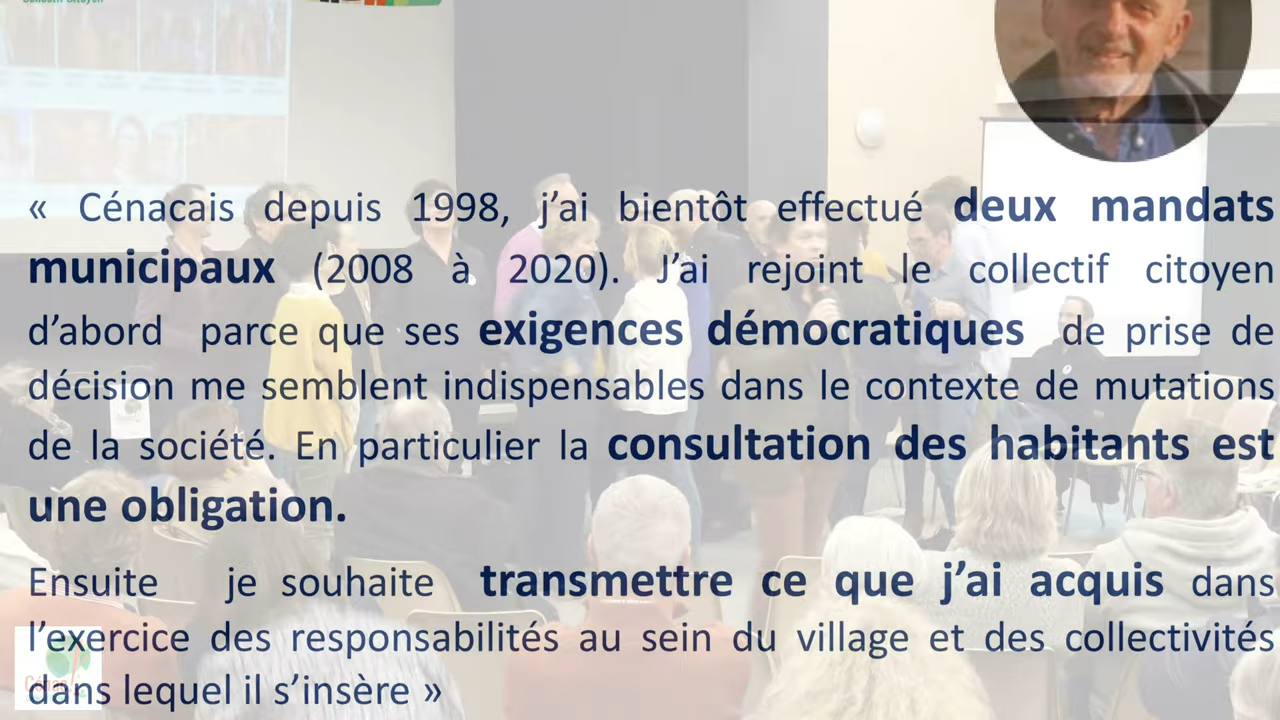 Collectif Citoyen
« Cénacais depuis 1998, j’ai bientôt effectué deux mandats
municipaux (2008 à 2020). J’ai rejoint le collectif citoyen
d’abord parce que ses exigences démocratiques de prise de
décision me semblent indispensables dans le contexte de mutations
de la société. En particulier la consultation des habitants est
une obligation.
Ensuite je souhaite transmettre ce que j’ai acquis dans
l’exercice des responsabilités au sein du village et des collectivités
dans lequel il s’insère »